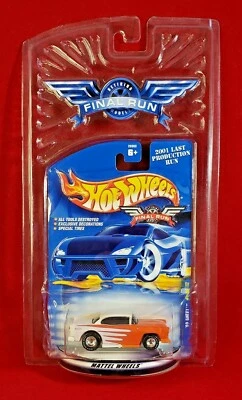 FINAL RUN
6+
2001 LAST
PRODUCTION
RUN
Hot Wheels
FINAL RUN
• ALL TOOLS DESTROYED
• EXCLUSIVE DECORATIONS
• SPECIAL TIRES
MATTEL WHEELS